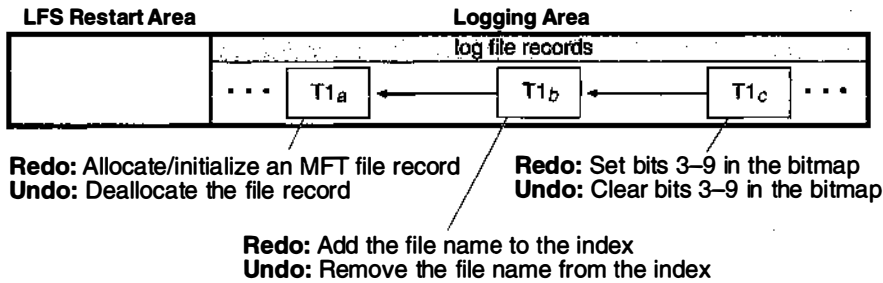 LFS Restart Area
Logging Area
log file records
• • • T1a T1b T1c • • •
Redo: Allocate/initialize an MFT file record
Undo: Deallocate the file record
Redo: Set bits 3–9 in the bitmap
Undo: Clear bits 3–9 in the bitmap
Redo: Add the file name to the index
Undo: Remove the file name from the index